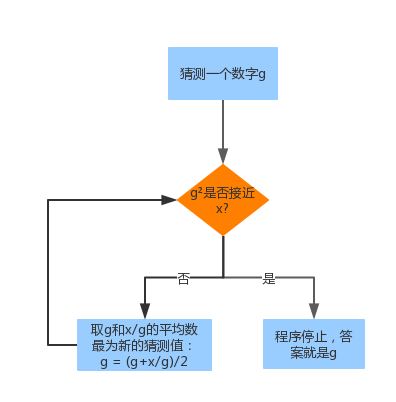 猜测一个数字g
g²是否接近
x?
否
是
取g和x/g的平均数
最为新的猜测值：
g = (g+x/g)/2
程序停止，答
案就是g